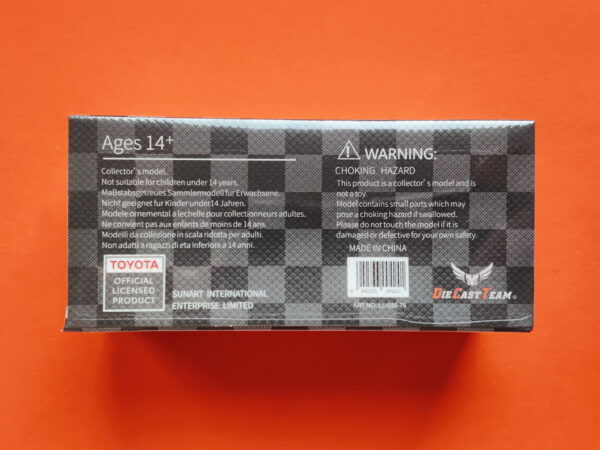 Ages 14+
Collector`s model.
Not suitable for children under 14 years.
Maßstabsgetreues Sammlermodell für Erwachsene.
Nicht geeignet für Kinder under 14 Jahren.
Modele ornemental à lechelle pour collectionneurs adultes.
Ne convient pas aux enfants de moins de 14 ans.
Modelli da collezione in scala ridotta per adulti.
Non adatti a ragazzi di eta inferiore a 14 anni.
TOYOTA
OFFICIAL
LICENSED
PRODUCT
SUNART INTERNATIONAL
ENTERPRISE LIMITED
WARNING:
CHOKING HAZARD
This product is a collector`s model and is
not a toy
Model contains small parts which may
pose a choking hazard if swallowed.
Please do not touch the model if it is
damaged or defective for your own safety.
MADE IN CHINA
DIE CAST TEAM ®